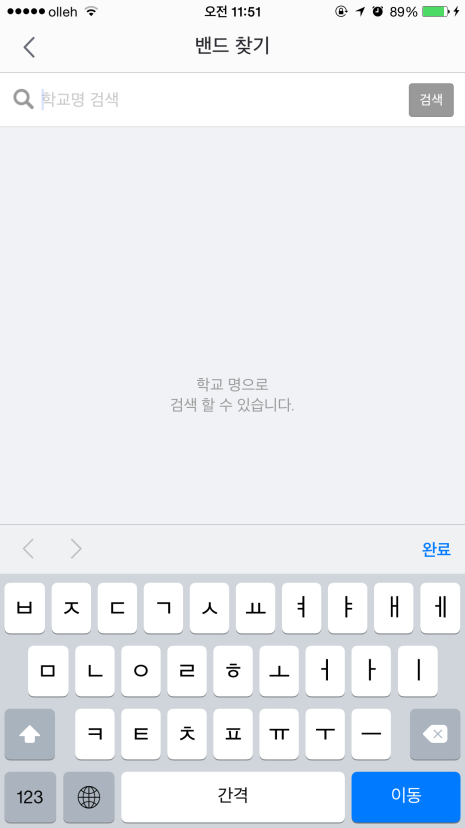 olleh 오전 11:51 89%
밴드 찾기
학교명 검색 검색
학교 명으로
검색 할 수 있습니다.
완료
ㅂ ㅈ ㄷ ㄱ ㅅ ㅛ ㅕ ㅑ ㅐ ㅔ
ㅁ ㄴ ㅇ ㄹ ㅎ ㅗ ㅓ ㅏ ㅣ
ㅋ ㅌ ㅊ ㅍ ㅠ ㅜ ㅡ
123 간격 이동